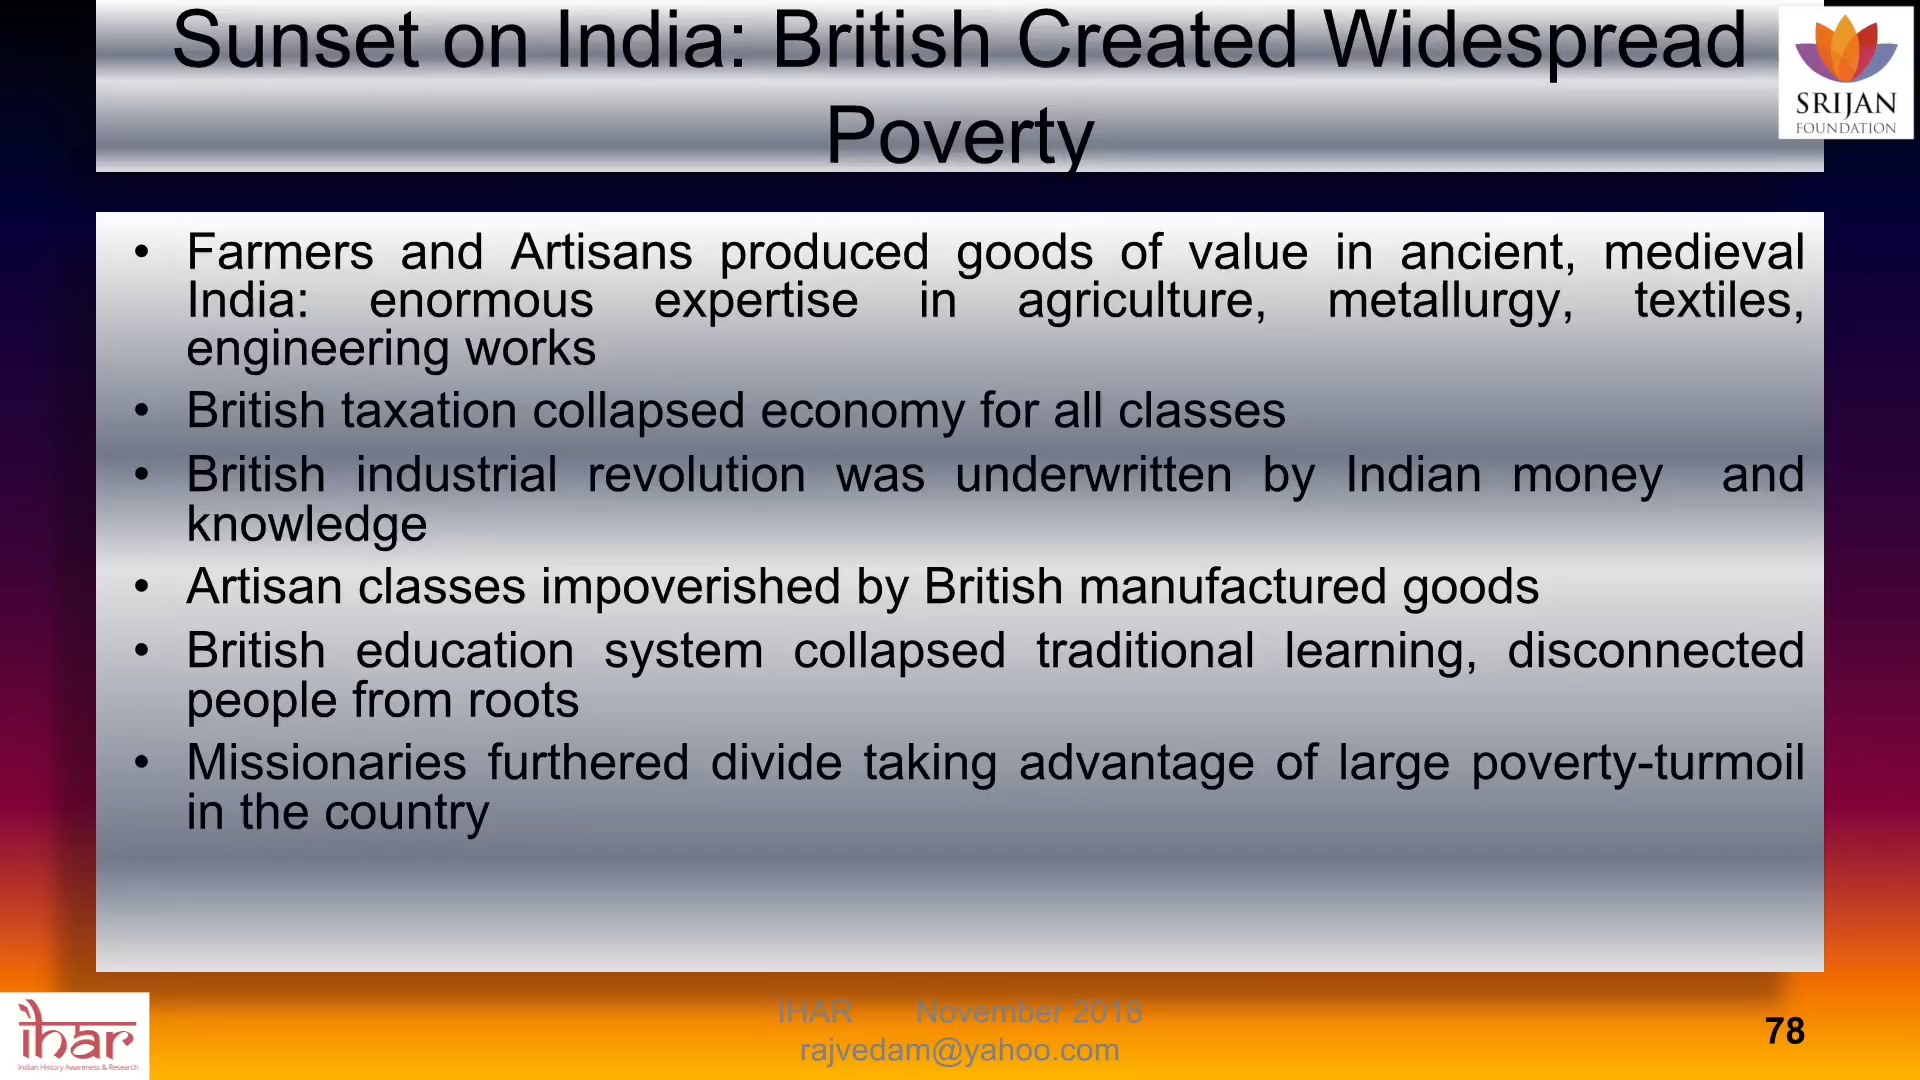 Sunset on India: British Created Widespread
Poverty
SRIJAN
FOUNDATION
• Farmers and Artisans produced goods of value in ancient, medieval
India: enormous expertise in agriculture, metallurgy, textiles,
engineering works
• British taxation collapsed economy for all classes
• British industrial revolution was underwritten by Indian money and
knowledge
• Artisan classes impoverished by British manufactured goods
• British education system collapsed traditional learning, disconnected
people from roots
• Missionaries furthered divide taking advantage of large poverty-turmoil
in the country
ihar
Indian History Awareness & Research
IHAR November 2018
rajvedam@yahoo.com
78